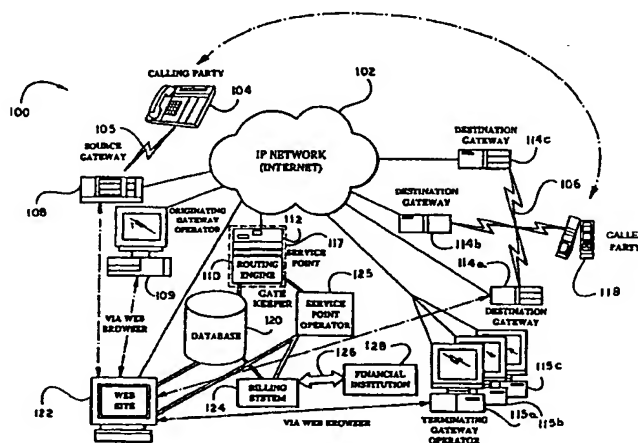 100
CALLING PARTY
104
105
SOURCE GATEWAY
108
102
IP NETWORK
(INTERNET)
DESTINATION
GATEWAY
114c
106
DESTINATION
GATEWAY
114b
CALLED
PARTY
118
114a
DESTINATION
GATEWAY
ORIGINATING GATEWAY
OPERATOR
109
112
117
SERVICE
POINT
110
ROUTING
ENGINE
GATE
KEEPER
125
SERVICE
POINT
OPERATOR
VIA WEB
BROWSER
DATABASE
120
126
128
FINANCIAL
INSTITUTION
122
WEB
SITE
124
BILLING
SYSTEM
VIA WEB BROWSER
115c
115a
115b
TERMINATING GATEWAY
OPERATOR